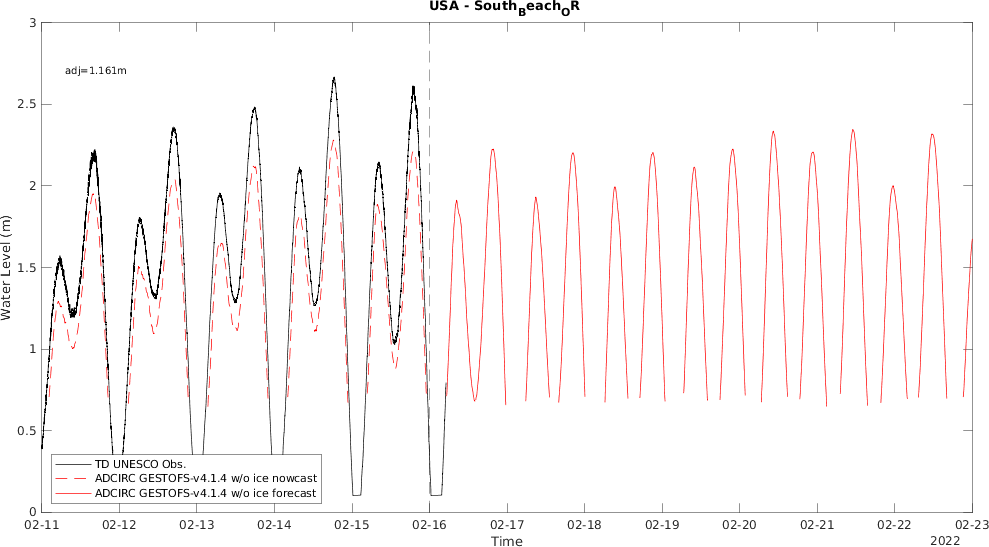 USA - South_Beach_OR
3
adj=1.161m
2.5
2
1.5
1
0.5
0
Water Level (m)
TD UNESCO Obs.
ADCIRC GESTOFS-v4.1.4 w/o ice nowcast
ADCIRC GESTOFS-v4.1.4 w/o ice forecast
02-11 02-12 02-13 02-14 02-15 02-16 02-17 02-18 02-19 02-20 02-21 02-22 02-23
Time
2022